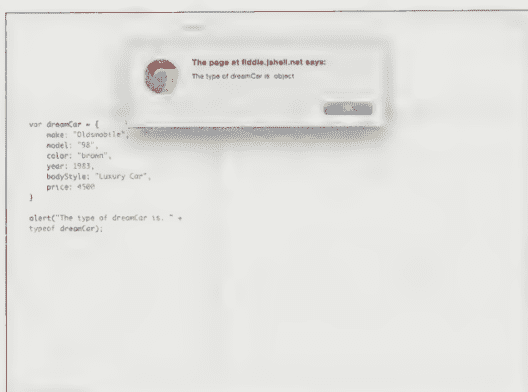 The page at fiddle.jshell.net says:
The type of dreamCar is object
var dreamCar = {
make: "Oldsmobile",
model: "98",
color: "brown",
year: 1983,
bodyStyle: "Luxury Car",
price: 4500
}
alert("The type of dreamCar is. " +
typeof dreamCar);